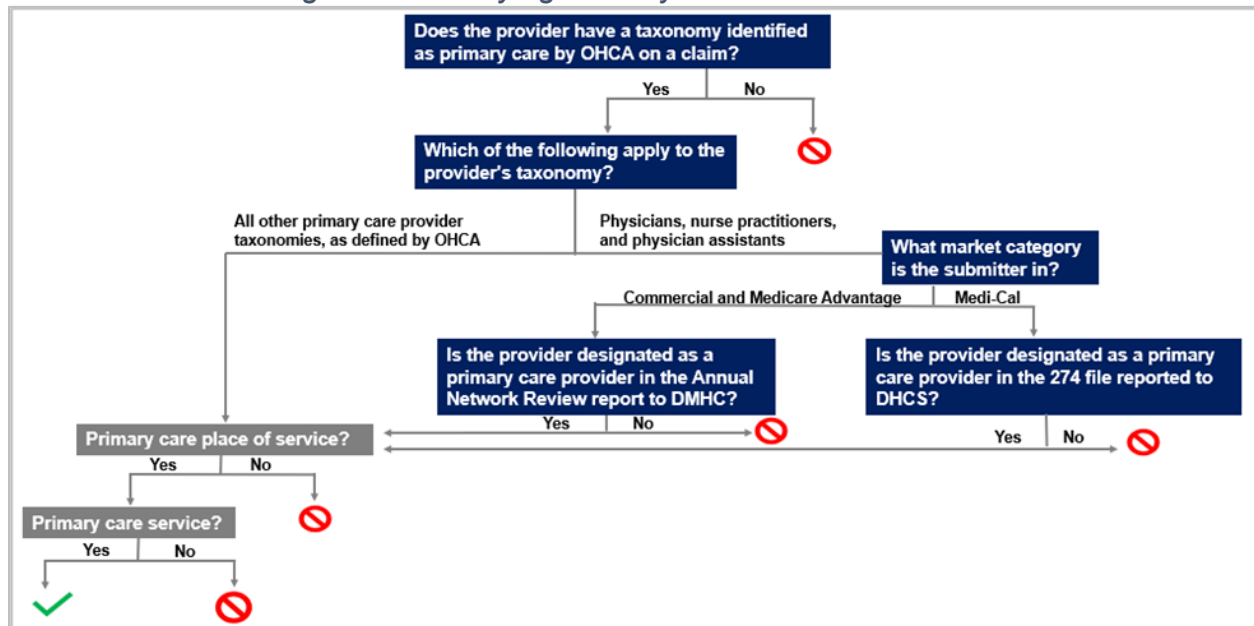 Does the provider have a taxonomy identified
as primary care by OHCA on a claim?
Yes
No
Which of the following apply to the
provider's taxonomy?
All other primary care provider
taxonomies, as defined by OHCA
Physicians, nurse practitioners,
and physician assistants
What market category
is the submitter in?
Commercial and Medicare Advantage
Medi-Cal
Is the provider designated as a
primary care provider in the Annual
Network Review report to DMHC?
Is the provider designated as a primary
care provider in the 274 file reported to
DHCS?
Yes
No
Yes
No
Primary care place of service?
Yes
No
Primary care service?
Yes
No